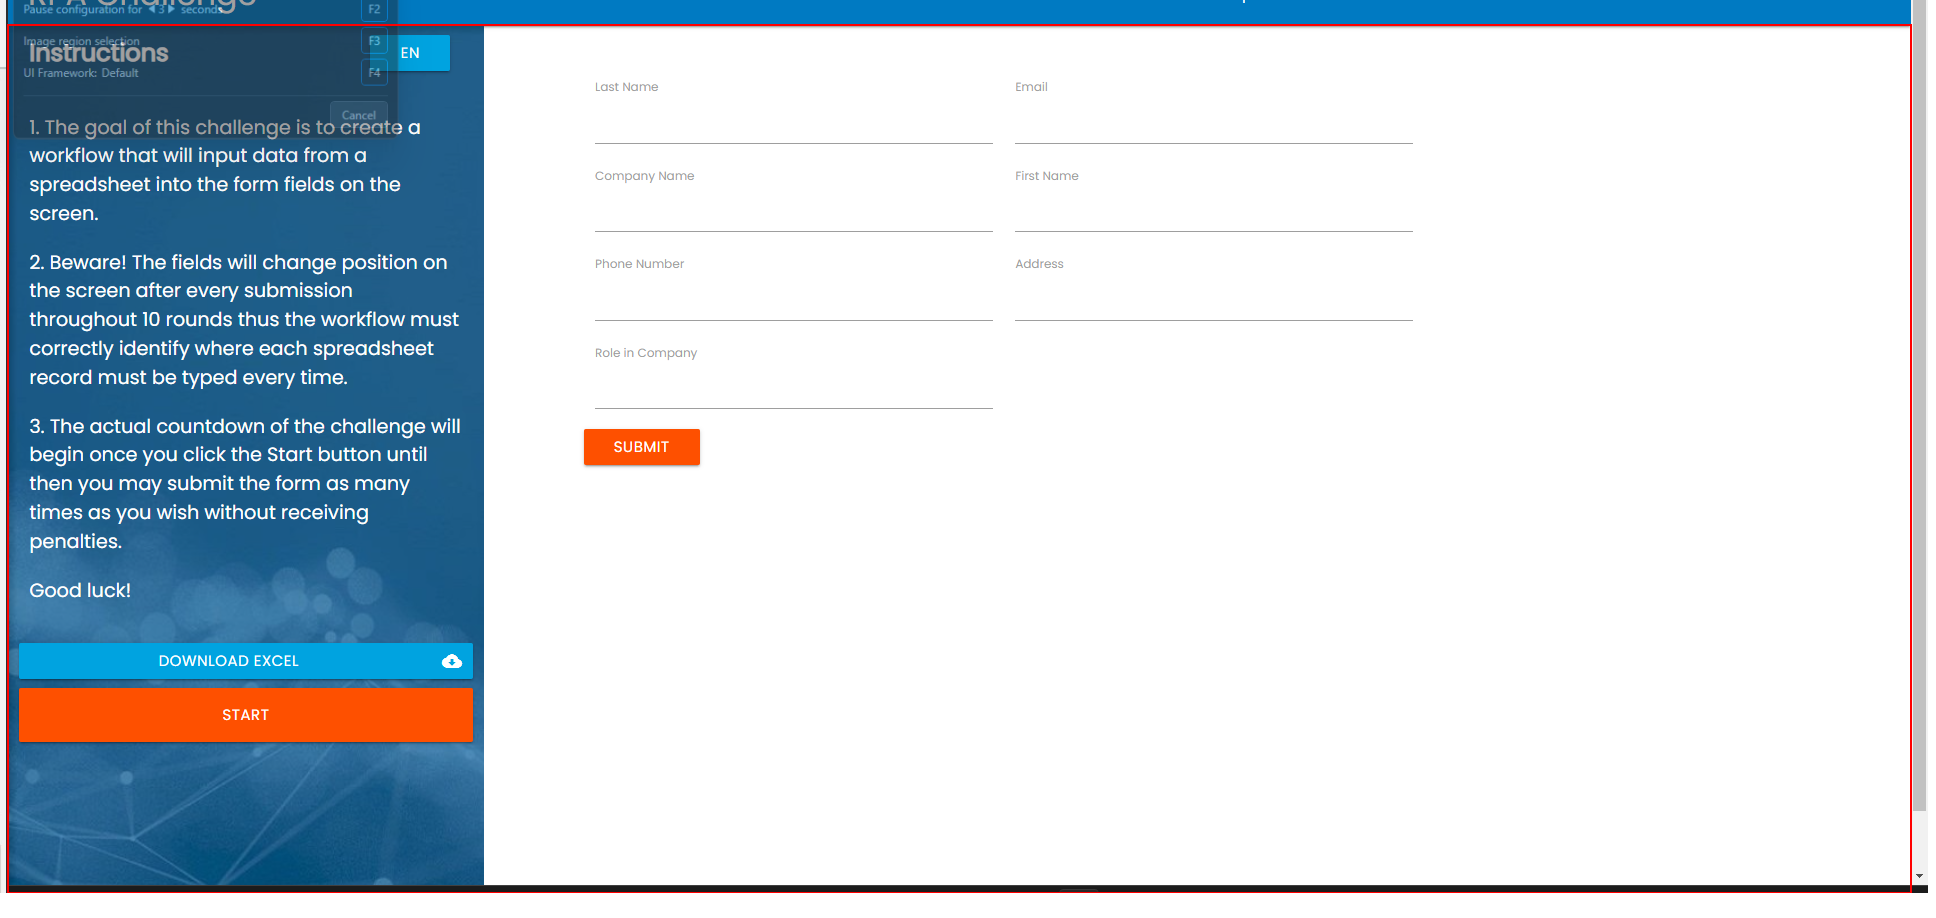 RPA Challenge
Pause configuration for 3 seconds
F2
Image region selection
F3
Instructions
EN
UI Framework: Default
F4
Cancel
1. The goal of this challenge is to create a
workflow that will input data from a
spreadsheet into the form fields on the
screen.
2. Beware! The fields will change position on
the screen after every submission
throughout 10 rounds thus the workflow must
correctly identify where each spreadsheet
record must be typed every time.
3. The actual countdown of the challenge will
begin once you click the Start button until
then you may submit the form as many
times as you wish without receiving
penalties.
Good luck!
DOWNLOAD EXCEL
START
Last Name
Email
Company Name
First Name
Phone Number
Address
Role in Company
SUBMIT